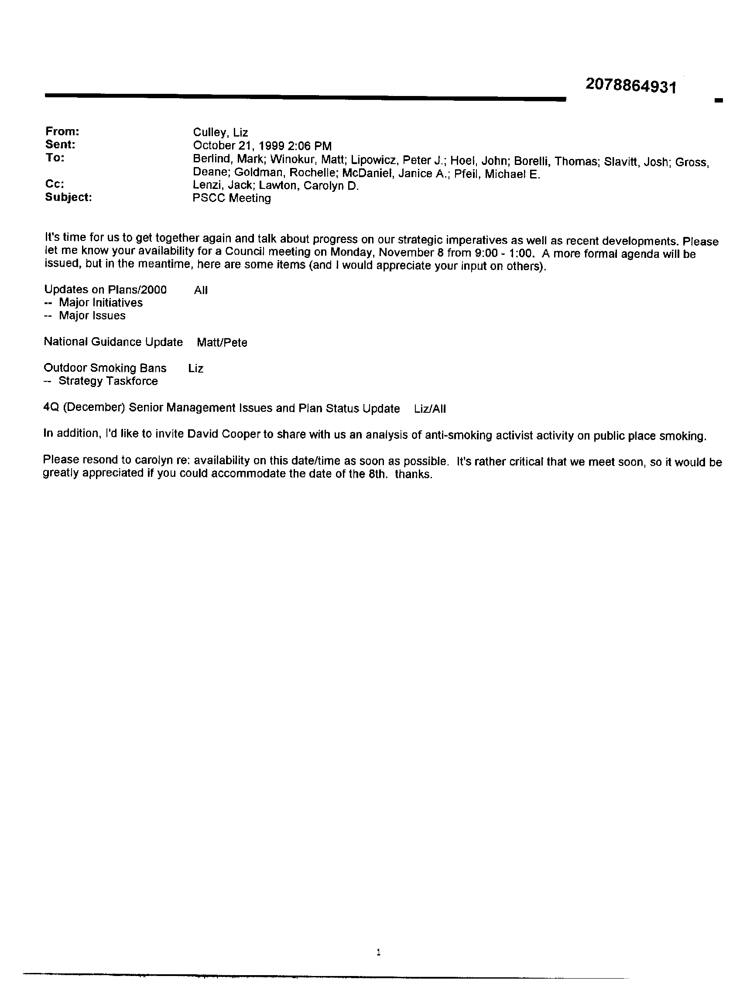 2078864931
From: Culley, Liz
Sent: October 21, 1999 2:06 PM
To: Berlind, Mark; Winokur, Matt; Lipowicz, Peter J.; Hoel, John; Borelli, Thomas; Slavitt, Josh; Gross,
Deane; Goldman, Rochelle; McDaniel, Janice A.; Pfeil, Michael E.
Cc: Lenzi, Jack; Lawton, Carolyn D.
Subject: PSCC Meeting
It's time for us to get together again and talk about progress on our strategic imperatives as well as recent developments. Please
let me know your availability for a Council meeting on Monday, November 8 from 9:00 - 1:00. A more formal agenda will be
issued, but in the meantime, here are some items (and I would appreciate your input on others).
Updates on Plans/2000 All
-- Major Initiatives
-- Major Issues
National Guidance Update Matt/Pete
Outdoor Smoking Bans Liz
-- Strategy Taskforce
4Q (December) Senior Management Issues and Plan Status Update Liz/All
In addition, I'd like to invite David Cooper to share with us an analysis of anti-smoking activist activity on public place smoking.
Please resond to carolyn re: availability on this date/time as soon as possible. It's rather critical that we meet soon, so it would be
greatly appreciated if you could accommodate the date of the 8th. thanks.
1